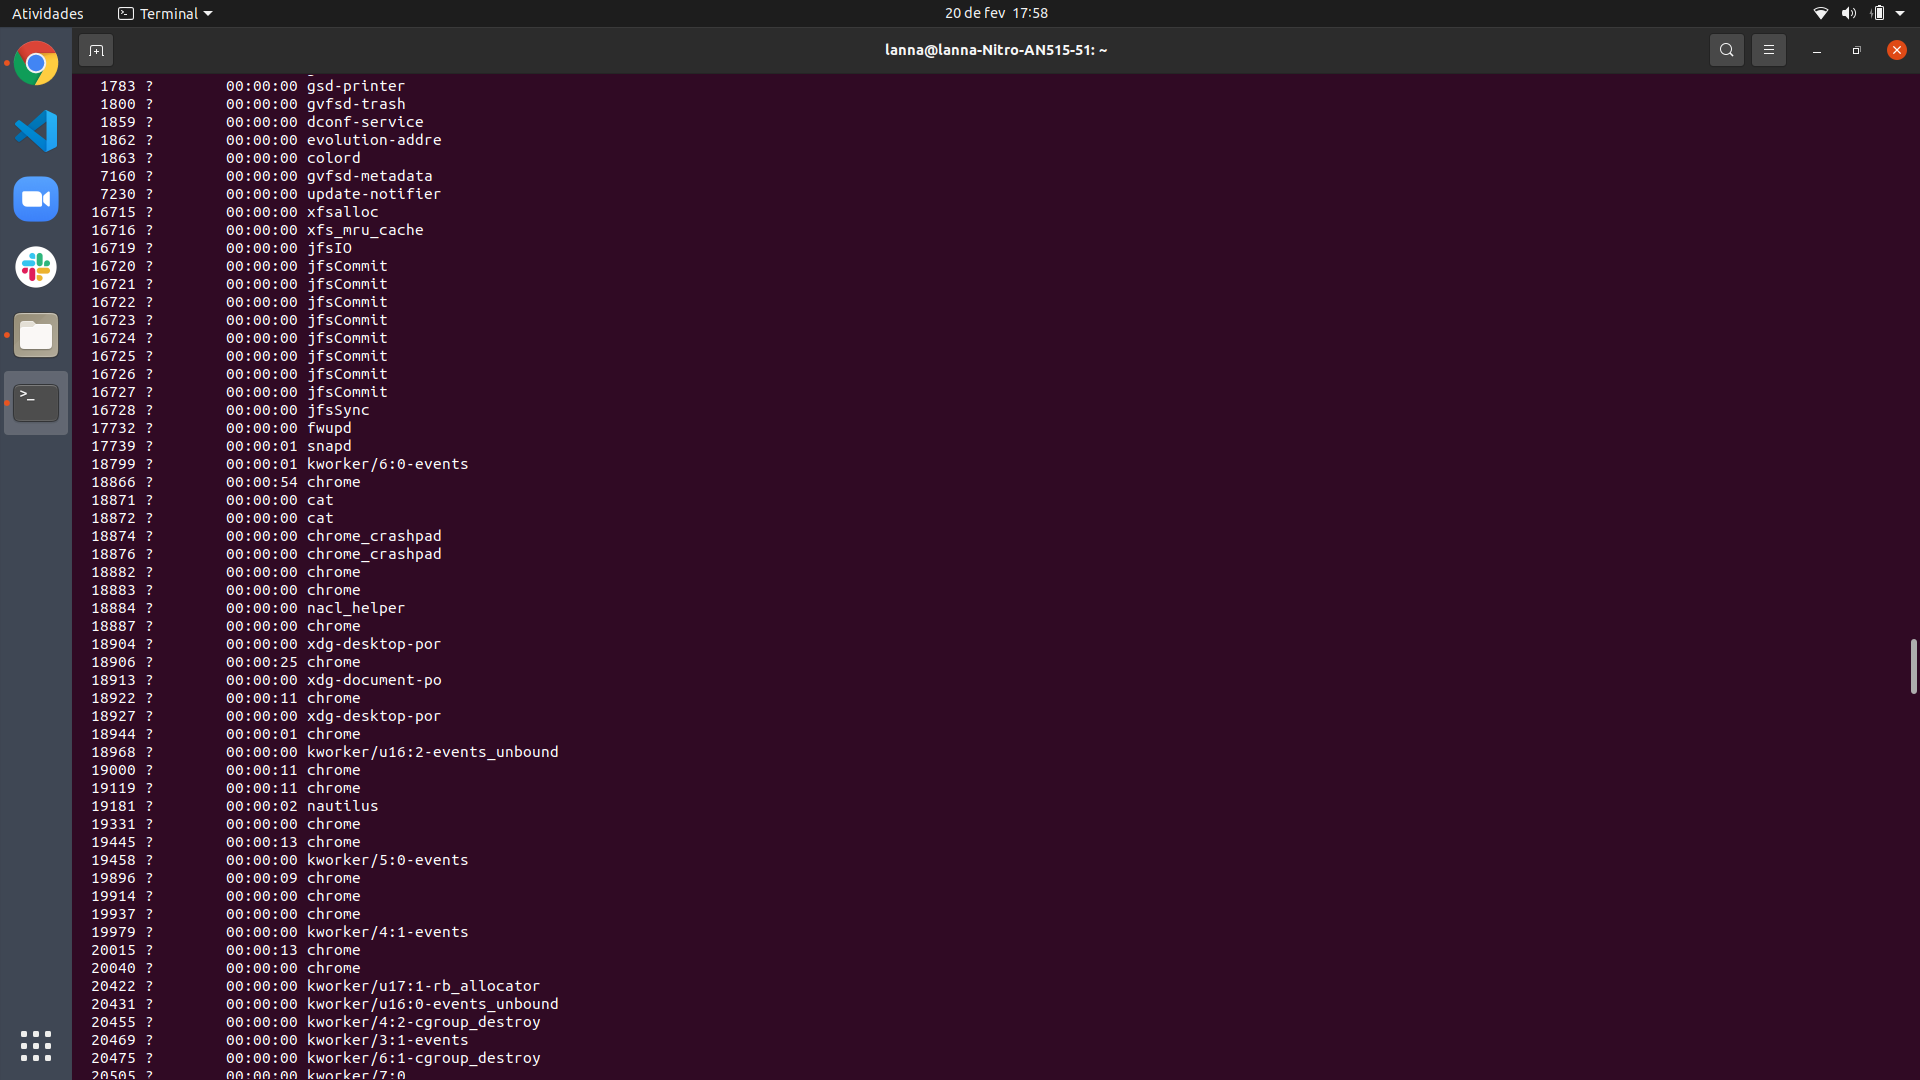 Atividades
Terminal
20 de fev 17:58
lanna@lanna-Nitro-AN515-51: ~
1783 ? 00:00:00 gsd-printer
1800 ? 00:00:00 gvfsd-trash
1859 ? 00:00:00 dconf-service
1862 ? 00:00:00 evolution-addre
1863 ? 00:00:00 colord
7160 ? 00:00:00 gvfsd-metadata
7230 ? 00:00:00 update-notifier
16715 ? 00:00:00 xfsalloc
16716 ? 00:00:00 xfs_mru_cache
16719 ? 00:00:00 jfsIO
16720 ? 00:00:00 jfsCommit
16721 ? 00:00:00 jfsCommit
16722 ? 00:00:00 jfsCommit
16723 ? 00:00:00 jfsCommit
16724 ? 00:00:00 jfsCommit
16725 ? 00:00:00 jfsCommit
16726 ? 00:00:00 jfsCommit
16727 ? 00:00:00 jfsCommit
16728 ? 00:00:00 jfsSync
17732 ? 00:00:00 fwupd
17739 ? 00:00:01 snapd
18799 ? 00:00:01 kworker/6:0-events
18866 ? 00:00:54 chrome
18871 ? 00:00:00 cat
18872 ? 00:00:00 cat
18874 ? 00:00:00 chrome_crashpad
18876 ? 00:00:00 chrome_crashpad
18882 ? 00:00:00 chrome
18883 ? 00:00:00 chrome
18884 ? 00:00:00 nacl_helper
18887 ? 00:00:00 chrome
18904 ? 00:00:00 xdg-desktop-por
18906 ? 00:00:25 chrome
18913 ? 00:00:00 xdg-document-po
18922 ? 00:00:11 chrome
18927 ? 00:00:00 xdg-desktop-por
18944 ? 00:00:01 chrome
18968 ? 00:00:00 kworker/u16:2-events_unbound
19000 ? 00:00:11 chrome
19119 ? 00:00:11 chrome
19181 ? 00:00:02 nautilus
19331 ? 00:00:00 chrome
19445 ? 00:00:13 chrome
19458 ? 00:00:00 kworker/5:0-events
19896 ? 00:00:09 chrome
19914 ? 00:00:00 chrome
19937 ? 00:00:00 chrome
19979 ? 00:00:00 kworker/4:1-events
20015 ? 00:00:13 chrome
20040 ? 00:00:00 chrome
20422 ? 00:00:00 kworker/u17:1-rb_allocator
20431 ? 00:00:00 kworker/u16:0-events_unbound
20455 ? 00:00:00 kworker/4:2-cgroup_destroy
20469 ? 00:00:00 kworker/3:1-events
20475 ? 00:00:00 kworker/6:1-cgroup_destroy
20505 ? 00:00:00 kworker/7:0